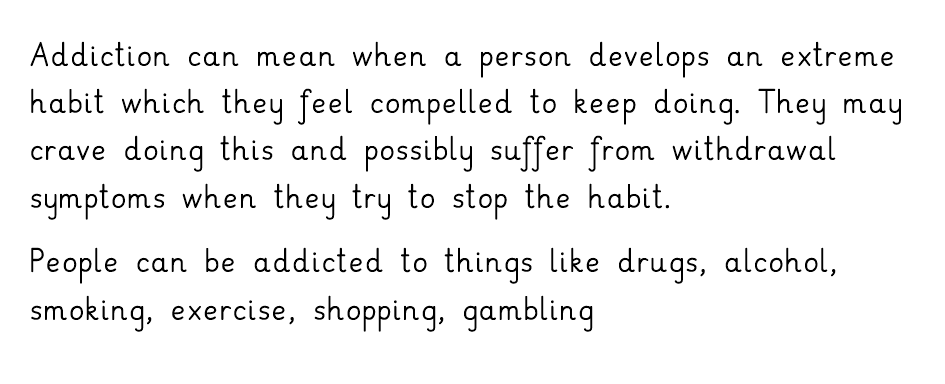 Addiction can mean when a person develops an extreme
habit which they feel compelled to keep doing. They may
crave doing this and possibly suffer from withdrawal
symptoms when they try to stop the habit.
People can be addicted to things like drugs, alcohol,
smoking, exercise, shopping, gambling